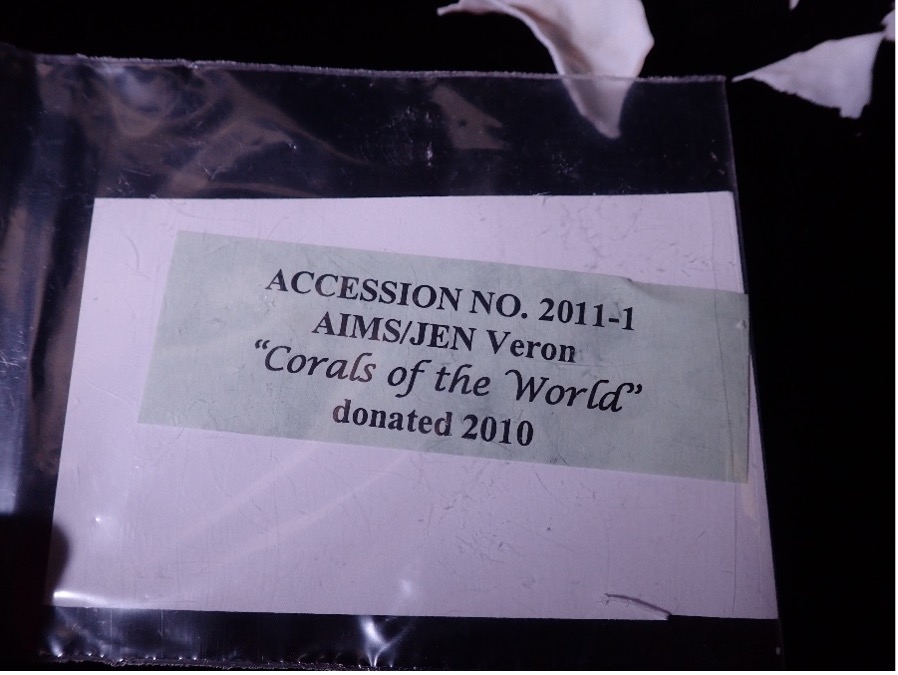 ACCESSION NO. 2011-1
AIMS/JEN Veron
“Corals of the World”
donated 2010